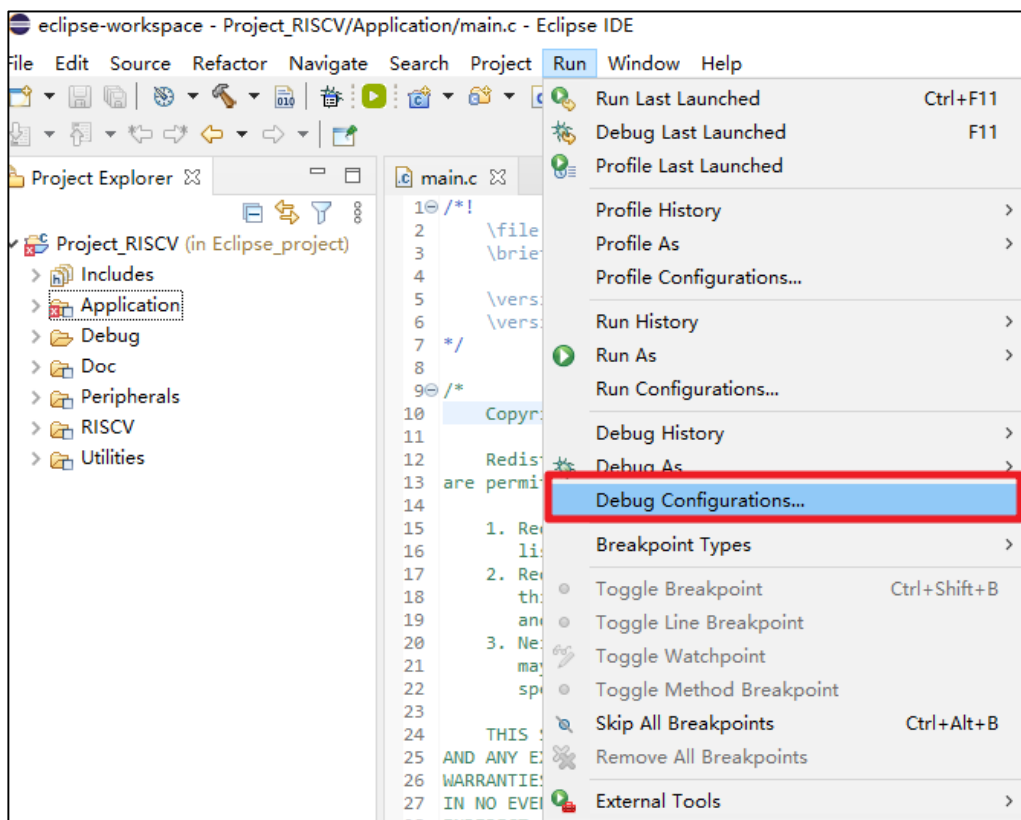 eclipse-workspace - Project_RISCV/Application/main.c - Eclipse IDE
File Edit Source Refactor Navigate Search Project Run Window Help
Project Explorer
Project_RISCV (in Eclipse_project)
Includes
Application
Debug
Doc
Peripherals
RISCV
Utilities
main.c
1 /*!
2 \file
3 \brie
4
5 \vers
6 \vers
7 */
8
9 /*
10 Copyr
11
12 Redis
13 are permi
14
15 1. Re
16 li
17 2. Re
18 th
19 an
20 3. Ne
21 may
22 spe
23
24 THIS
25 AND ANY E
26 WARRANTIE
27 IN NO EVE
Run Last Launched Ctrl+F11
Debug Last Launched F11
Profile Last Launched
Profile History
Profile As
Profile Configurations...
Run History
Run As
Run Configurations...
Debug History
Debug As
Debug Configurations...
Breakpoint Types
Toggle Breakpoint Ctrl+Shift+B
Toggle Line Breakpoint
Toggle Watchpoint
Toggle Method Breakpoint
Skip All Breakpoints Ctrl+Alt+B
Remove All Breakpoints
External Tools